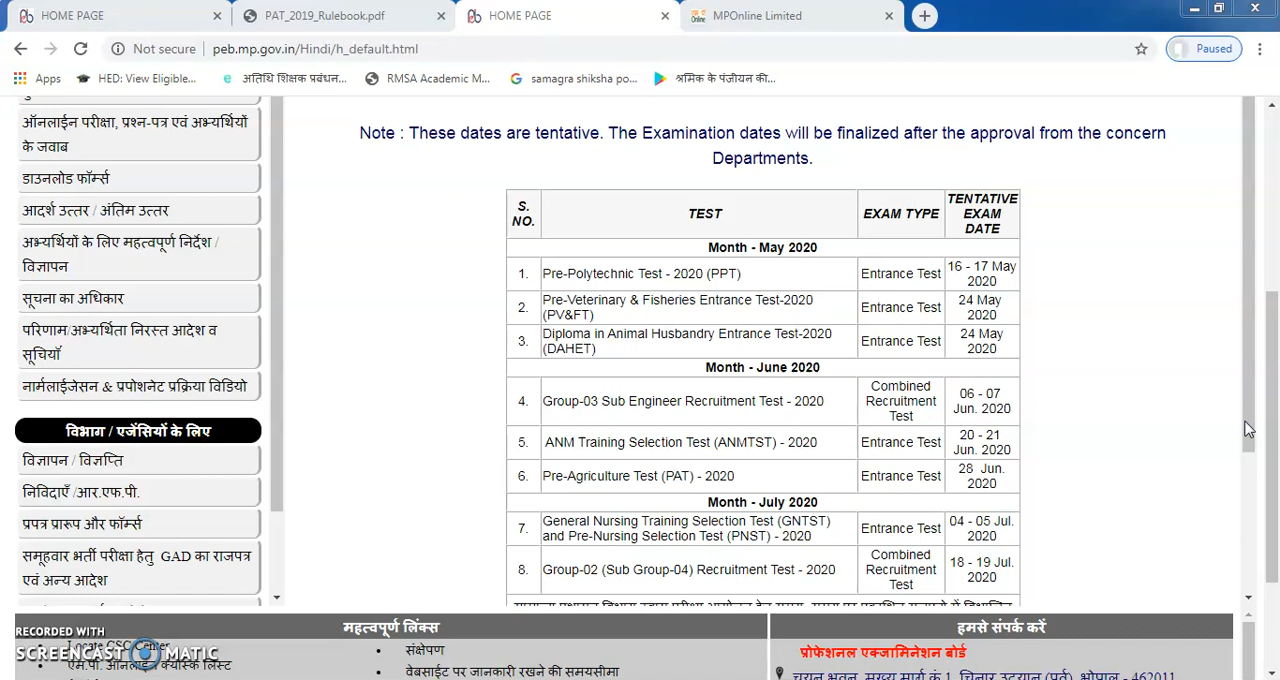 HOME PAGE
PAT_2019_Rulebook.pdf
HOME PAGE
MPOnline Limited
Not secure
peb.mp.gov.in/Hindi/h_default.html
Paused
Apps
HED: View Eligible...
अतिथि शिक्षक प्रबंधन...
RMSA Academic M...
samagra shiksha po...
श्रमिक के पंजीयन की...
ऑनलाईन परीक्षा, प्रश्न-पत्र एवं अभ्यर्थियों
के जवाब
डाउनलोड फॉर्म्स
आदर्श उत्तर / अंतिम उत्तर
अभ्यर्थियों के लिए महत्वपूर्ण निर्देश /
विज्ञापन
सूचना का अधिकार
परिणाम/अभ्यर्थिता निरस्त आदेश व
सूचियाँ
नार्मलाईजेसन & प्रपोशनेट प्रक्रिया विडियो
विभाग / एजेंसियों के लिए
विज्ञापन / विज्ञप्ति
निविदाएँ /आर.एफ.पी.
प्रपत्र प्रारूप और फॉर्म्स
समूहवार भर्ती परीक्षा हेतु GAD का राजपत्र
एवं अन्य आदेश
Note : These dates are tentative. The Examination dates will be finalized after the approval from the concern
Departments.
S. NO. TEST EXAM TYPE TENTATIVE EXAM DATE
Month - May 2020
1. Pre-Polytechnic Test - 2020 (PPT) Entrance Test 16 - 17 May 2020
2. Pre-Veterinary & Fisheries Entrance Test-2020 (PV&FT) Entrance Test 24 May 2020
3. Diploma in Animal Husbandry Entrance Test-2020 (DAHET) Entrance Test 24 May 2020
Month - June 2020
4. Group-03 Sub Engineer Recruitment Test - 2020 Combined Recruitment Test 06 - 07 Jun. 2020
5. ANM Training Selection Test (ANMTST) - 2020 Entrance Test 20 - 21 Jun. 2020
6. Pre-Agriculture Test (PAT) - 2020 Entrance Test 28 Jun. 2020
Month - July 2020
7. General Nursing Training Selection Test (GNTST) and Pre-Nursing Selection Test (PNST) - 2020 Entrance Test 04 - 05 Jul. 2020
8. Group-02 (Sub Group-04) Recruitment Test - 2020 Combined Recruitment Test 18 - 19 Jul. 2020
महत्वपूर्ण लिंक्स
हमसे संपर्क करें
RECORDED WITH
SCREENCAST MATIC
Locate CSC Center
एम.पी. ऑनलाईन क्योस्कि लिस्ट
संक्षेपण
वेबसाईट पर जानकारी रखने की समयसीमा
प्रोफेशनल एक्जामिनेशन बोर्ड
चयन भवन, मुख्य मार्ग क्रं.1, चिनार उद्यान (पूर्व), भोपाल - 462011